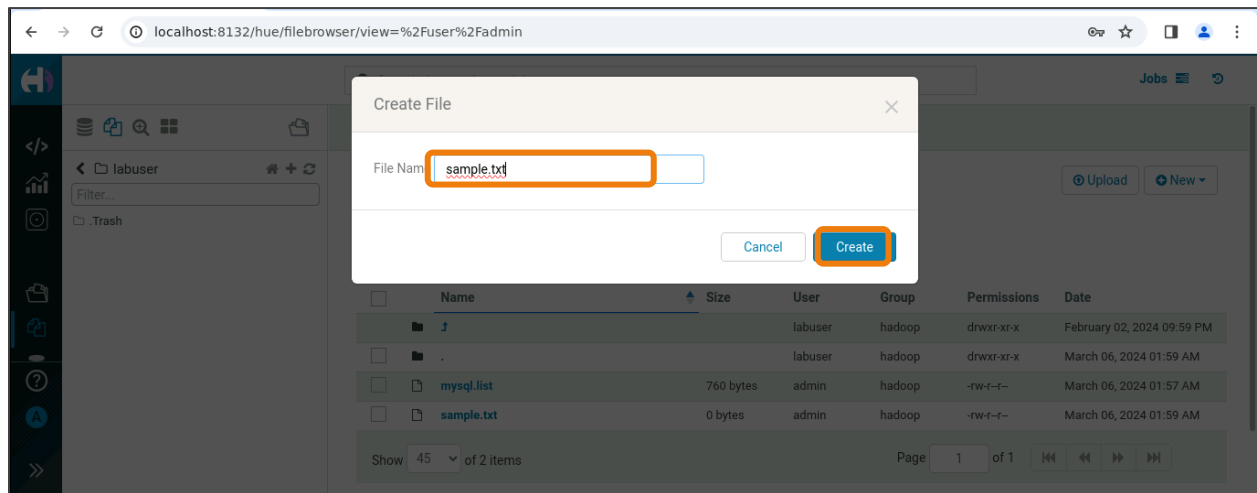 localhost:8132/hue/filebrowser/view=%2Fuser%2Fadmin
Jobs
Create File
×
labuser
Filter...
.Trash
File Nam
sample.txt
Upload
New
Cancel
Create
Name Size User Group Permissions Date
labuser hadoop drwxr-xr-x February 02, 2024 09:59 PM
. labuser hadoop drwxr-xr-x March 06, 2024 01:59 AM
mysql.list 760 bytes admin hadoop -rw-r--r-- March 06, 2024 01:57 AM
sample.txt 0 bytes admin hadoop -rw-r--r-- March 06, 2024 01:59 AM
A
Show 45 of 2 items Page 1 of 1